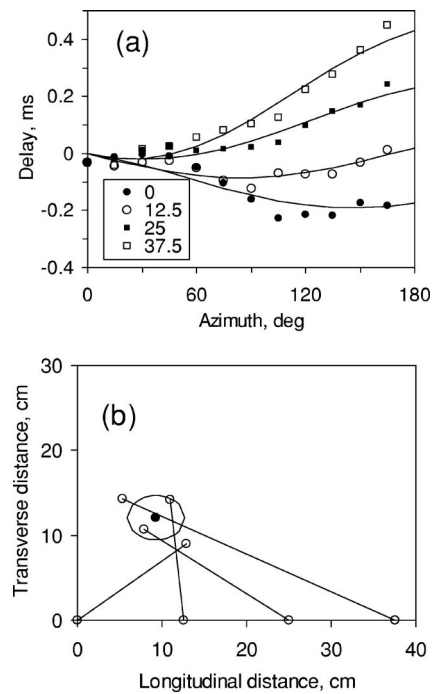 (a)
0.4
0.2
0
-0.2
-0.4
Delay, ms
0
12.5
25
37.5
0 60 120 180
Azimuth, deg
(b)
30
20
10
0
Transverse distance, cm
0 10 20 30 40
Longitudinal distance, cm